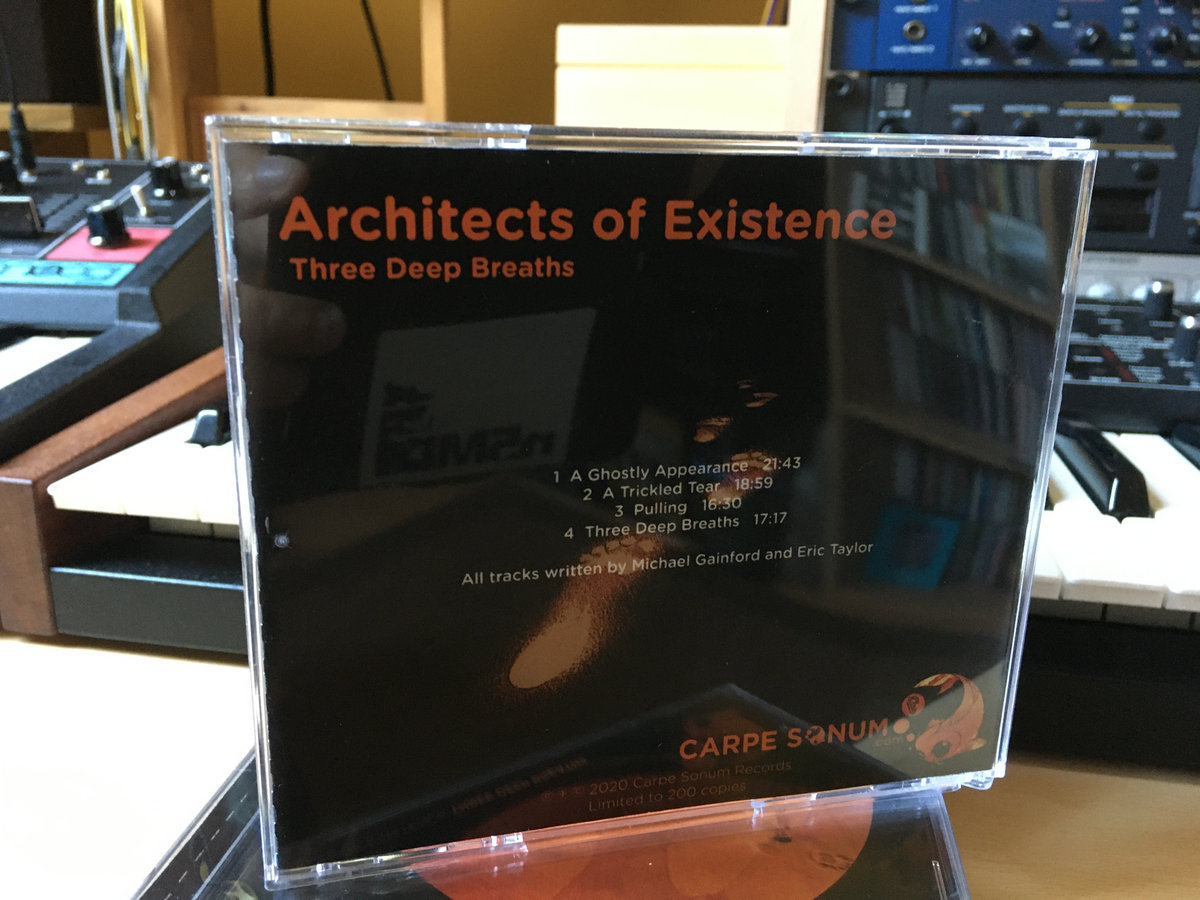 Architects of Existence
Three Deep Breaths
1 A Ghostly Appearance 21:43
2 A Trickled Tear 18:59
3 Pulling 16:30
4 Three Deep Breaths 17:17
All tracks written by Michael Gainford and Eric Taylor
CARPE SONUM
.com
℗ + © 2020 Carpe Sonum Records
Limited to 200 copies